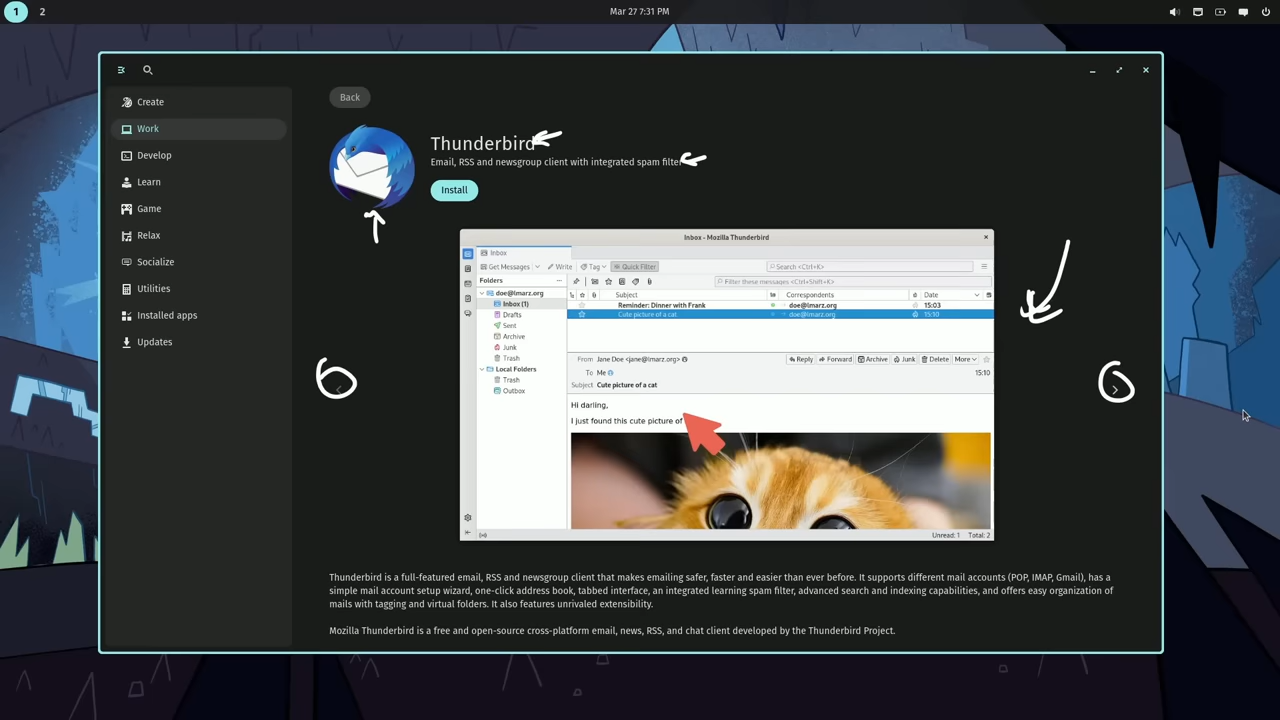 1 2 Mar 27 7:31 PM
Back
Create
Work
Develop
Learn
Game
Relax
Socialize
Utilities
Installed apps
Updates
Thunderbird
Email, RSS and newsgroup client with integrated spam filter
Install
Inbox - Mozilla Thunderbird
Inbox
Get Messages Write Tag Quick Filter Search <Ctrl+K>
Folders ... Filter these messages <Ctrl+Shift+K>
doe@lmarz.org
Inbox (1)
Drafts
Sent
Archive
Junk
Trash
Local Folders
Trash
Outbox
Subject Correspondents Date
Reminder: Dinner with Frank doe@lmarz.org 15:03
Cute picture of a cat doe@lmarz.org 15:10
From Jane Doe <jane@lmarz.org> Reply Forward Archive Junk Delete More
To Me 15:10
Subject Cute picture of a cat
Hi darling,
I just found this cute picture of
Unread: 1 Total: 2
Thunderbird is a full-featured email, RSS and newsgroup client that makes emailing safer, faster and easier than ever before. It supports different mail accounts (POP, IMAP, Gmail), has a
simple mail account setup wizard, one-click address book, tabbed interface, an integrated learning spam filter, advanced search and indexing capabilities, and offers easy organization of
mails with tagging and virtual folders. It also features unrivaled extensibility.
Mozilla Thunderbird is a free and open-source cross-platform email, news, RSS, and chat client developed by the Thunderbird Project.